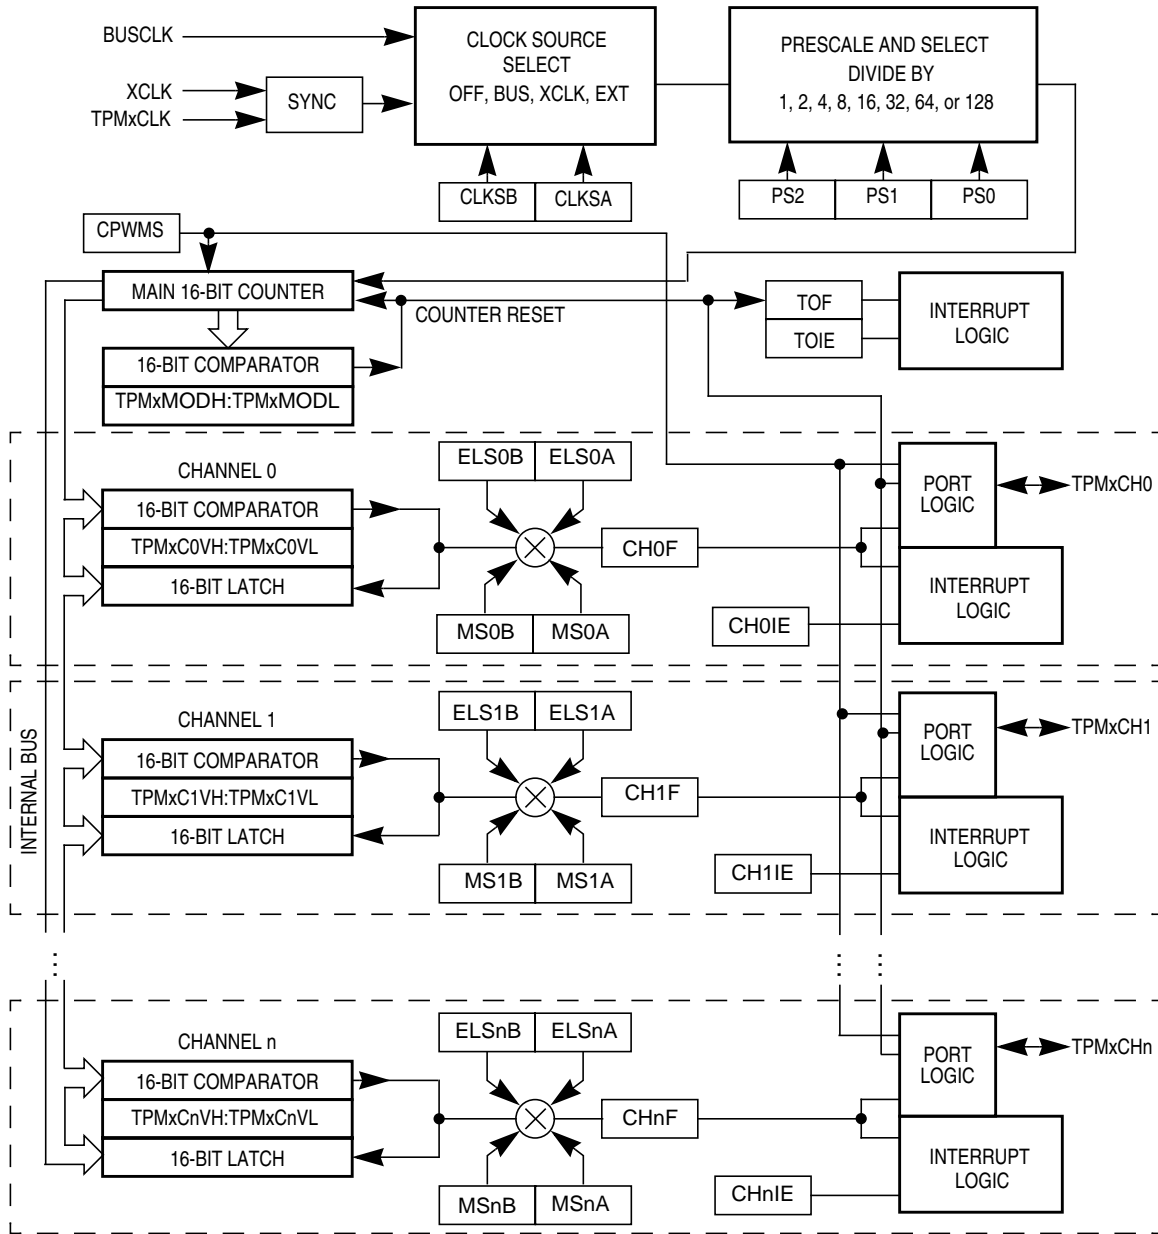 BUSCLK
XCLK
TPMxCLK
SYNC
CLOCK SOURCE
SELECT
OFF, BUS, XCLK, EXT
PRESCALE AND SELECT
DIVIDE BY
1, 2, 4, 8, 16, 32, 64, or 128
CLKSB
CLKSA
PS2
PS1
PS0
CPWMS
MAIN 16-BIT COUNTER
COUNTER RESET
TOF
TOIE
INTERRUPT
LOGIC
16-BIT COMPARATOR
TPMxMODH:TPMxMODL
CHANNEL 0
ELS0B
ELS0A
PORT
LOGIC
TPMxCH0
16-BIT COMPARATOR
TPMxC0VH:TPMxC0VL
16-BIT LATCH
CH0F
INTERRUPT
LOGIC
MS0B
MS0A
CH0IE
INTERNAL BUS
CHANNEL 1
ELS1B
ELS1A
PORT
LOGIC
TPMxCH1
16-BIT COMPARATOR
TPMxC1VH:TPMxC1VL
16-BIT LATCH
CH1F
INTERRUPT
LOGIC
MS1B
MS1A
CH1IE
...
...
...
CHANNEL n
ELSnB
ELSnA
PORT
LOGIC
TPMxCHn
16-BIT COMPARATOR
TPMxCnVH:TPMxCnVL
16-BIT LATCH
CHnF
INTERRUPT
LOGIC
MSnB
MSnA
CHnIE